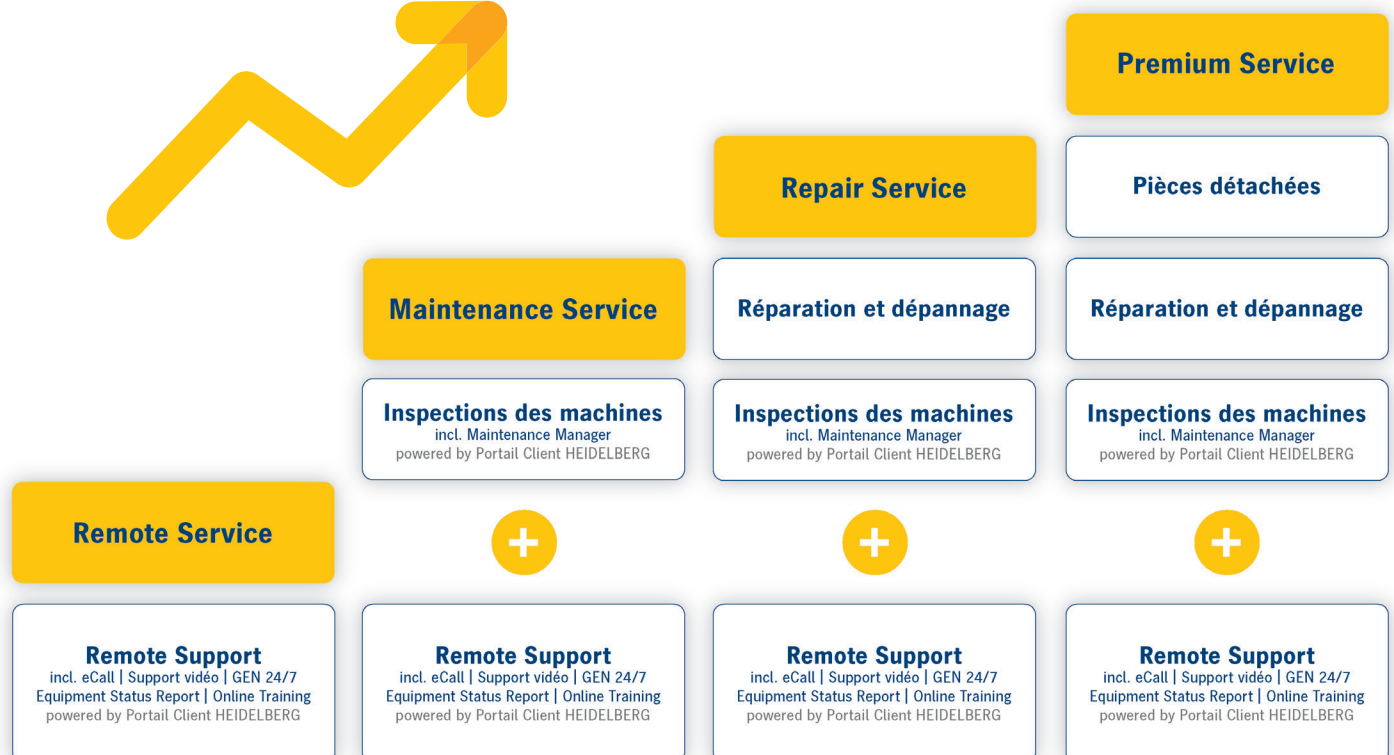 Premium Service
Repair Service
Pièces détachées
Maintenance Service
Réparation et dépannage
Réparation et dépannage
Inspections des machines
incl. Maintenance Manager
powered by Portail Client HEIDELBERG
Inspections des machines
incl. Maintenance Manager
powered by Portail Client HEIDELBERG
Inspections des machines
incl. Maintenance Manager
powered by Portail Client HEIDELBERG
Remote Service
+
+
+
Remote Support
incl. eCall | Support vidéo | GEN 24/7
Equipment Status Report | Online Training
powered by Portail Client HEIDELBERG
Remote Support
incl. eCall | Support vidéo | GEN 24/7
Equipment Status Report | Online Training
powered by Portail Client HEIDELBERG
Remote Support
incl. eCall | Support vidéo | GEN 24/7
Equipment Status Report | Online Training
powered by Portail Client HEIDELBERG
Remote Support
incl. eCall | Support vidéo | GEN 24/7
Equipment Status Report | Online Training
powered by Portail Client HEIDELBERG